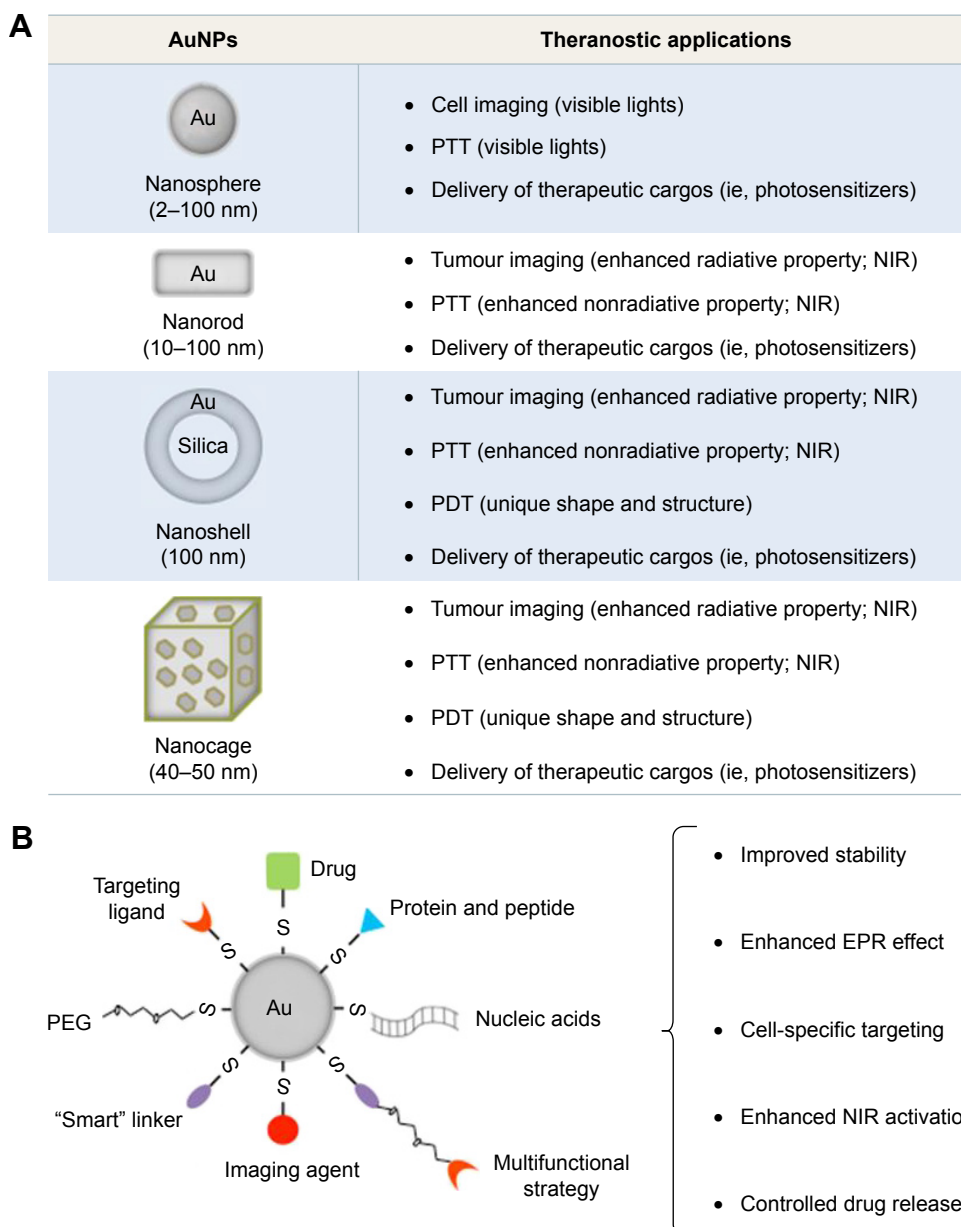 A
AuNPs
Theranostic applications
Au
Nanosphere
(2–100 nm)
• Cell imaging (visible lights)
• PTT (visible lights)
• Delivery of therapeutic cargos (ie, photosensitizers)
Au
Nanorod
(10–100 nm)
• Tumour imaging (enhanced radiative property; NIR)
• PTT (enhanced nonradiative property; NIR)
• Delivery of therapeutic cargos (ie, photosensitizers)
Au
Silica
Nanoshell
(100 nm)
• Tumour imaging (enhanced radiative property; NIR)
• PTT (enhanced nonradiative property; NIR)
• PDT (unique shape and structure)
• Delivery of therapeutic cargos (ie, photosensitizers)
Nanocage
(40–50 nm)
• Tumour imaging (enhanced radiative property; NIR)
• PTT (enhanced nonradiative property; NIR)
• PDT (unique shape and structure)
• Delivery of therapeutic cargos (ie, photosensitizers)
B
Targeting
ligand
Drug
Protein and peptide
S
S
S
PEG
S
Au
S
Nucleic acids
S
S
S
"Smart" linker
Imaging agent
Multifunctional
strategy
• Improved stability
• Enhanced EPR effect
• Cell-specific targeting
• Enhanced NIR activatio
• Controlled drug release